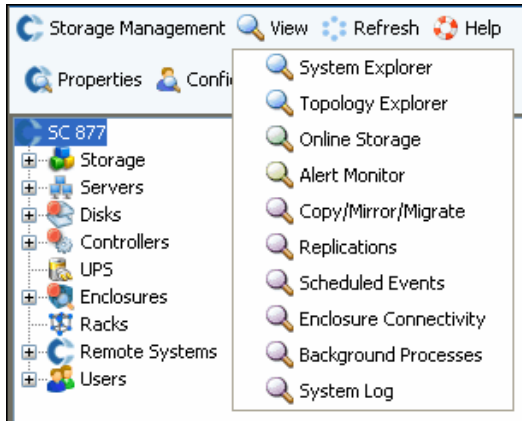 Storage Management View Refresh Help
Properties Confi
System Explorer
Topology Explorer
Online Storage
Alert Monitor
Copy/Mirror/Migrate
Replications
Scheduled Events
Enclosure Connectivity
Background Processes
System Log
SC 877
Storage
Servers
Disks
Controllers
UPS
Enclosures
Racks
Remote Systems
Users